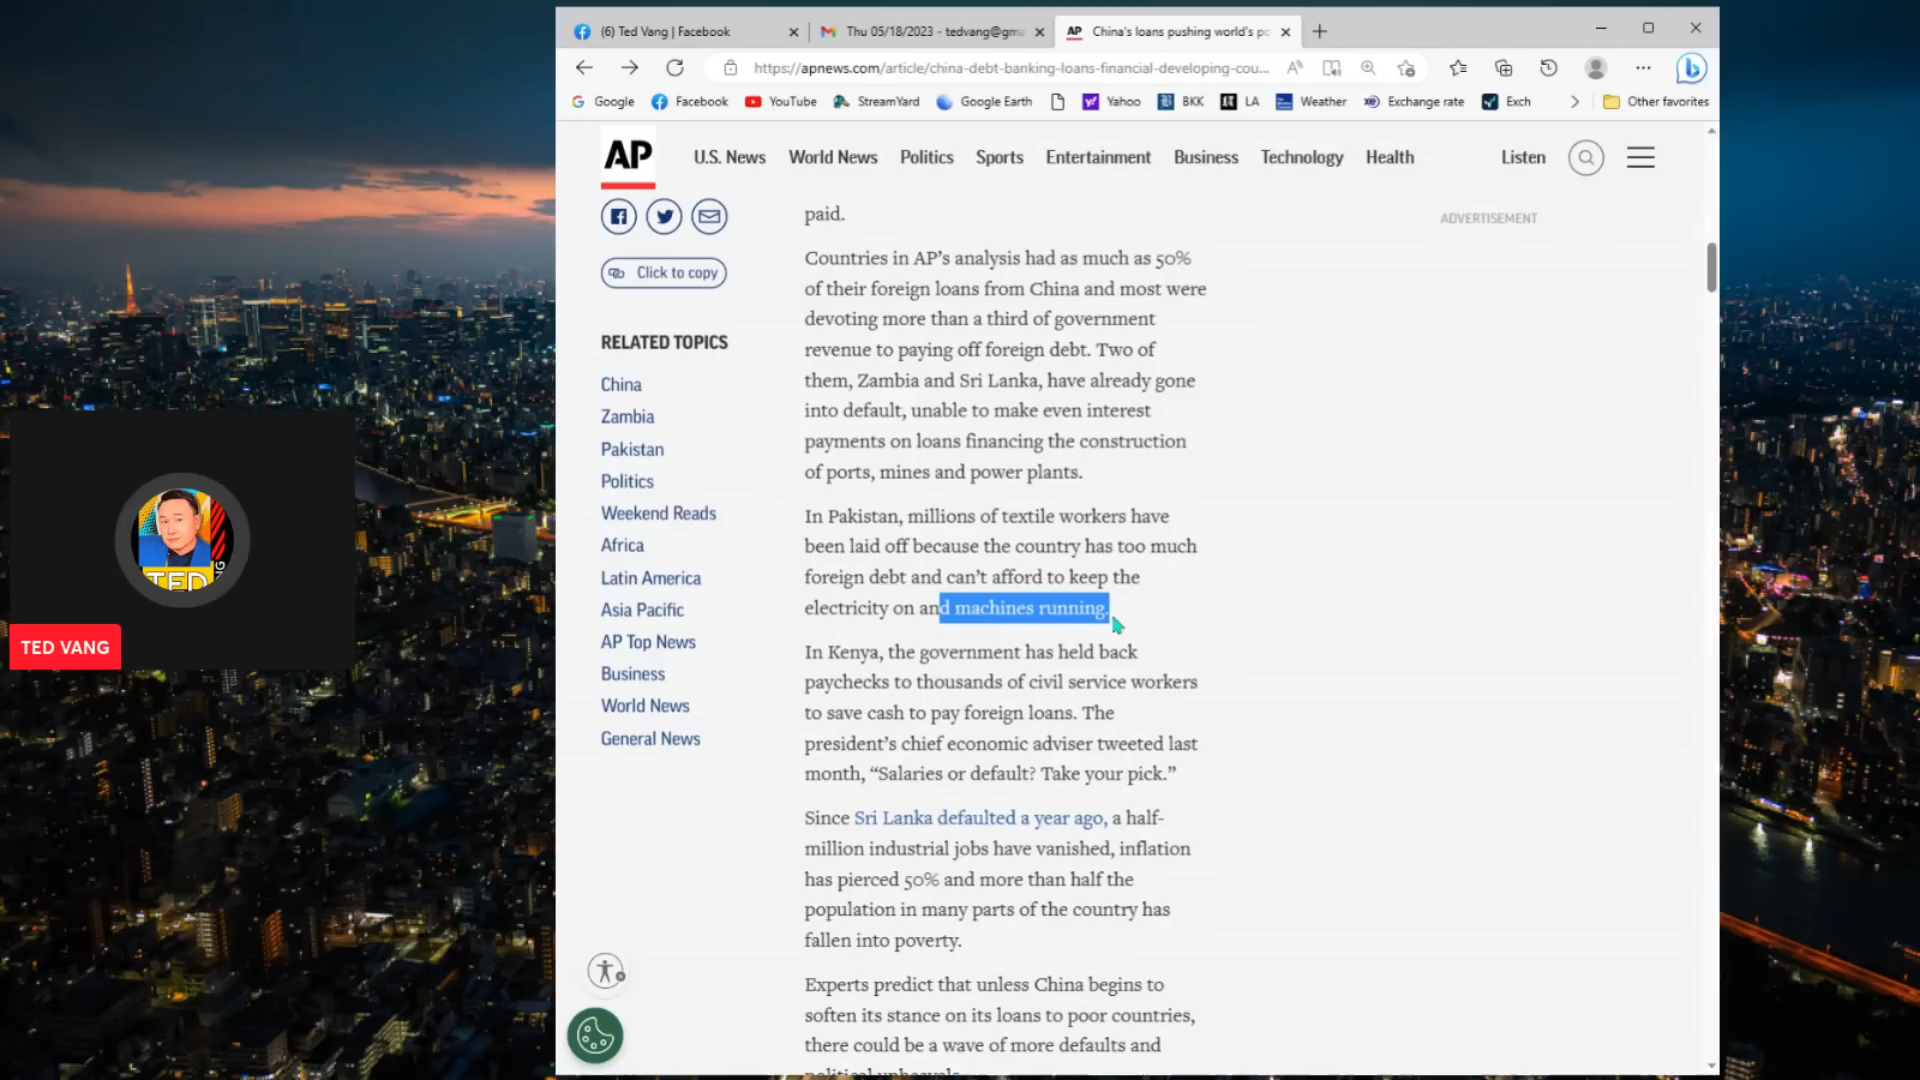 (6) Ted Vang | Facebook
Thu 05/18/2023 - tedvang@gma
AP China's loans pushing world's po
https://apnews.com/article/china-debt-banking-loans-financial-developing-cou...
Google Facebook YouTube StreamYard Google Earth Yahoo BKK LA Weather Exchange rate Exch Other favorites
AP U.S. News World News Politics Sports Entertainment Business Technology Health Listen
Click to copy
RELATED TOPICS
China
Zambia
Pakistan
Politics
Weekend Reads
Africa
Latin America
Asia Pacific
AP Top News
Business
World News
General News
paid.
Countries in AP’s analysis had as much as 50%
of their foreign loans from China and most were
devoting more than a third of government
revenue to paying off foreign debt. Two of
them, Zambia and Sri Lanka, have already gone
into default, unable to make even interest
payments on loans financing the construction
of ports, mines and power plants.
In Pakistan, millions of textile workers have
been laid off because the country has too much
foreign debt and can’t afford to keep the
electricity on and machines running.
In Kenya, the government has held back
paychecks to thousands of civil service workers
to save cash to pay foreign loans. The
president’s chief economic adviser tweeted last
month, “Salaries or default? Take your pick.”
Since Sri Lanka defaulted a year ago, a half-
million industrial jobs have vanished, inflation
has pierced 50% and more than half the
population in many parts of the country has
fallen into poverty.
Experts predict that unless China begins to
soften its stance on its loans to poor countries,
there could be a wave of more defaults and
political upheavals.
ADVERTISEMENT
TED
TED VANG